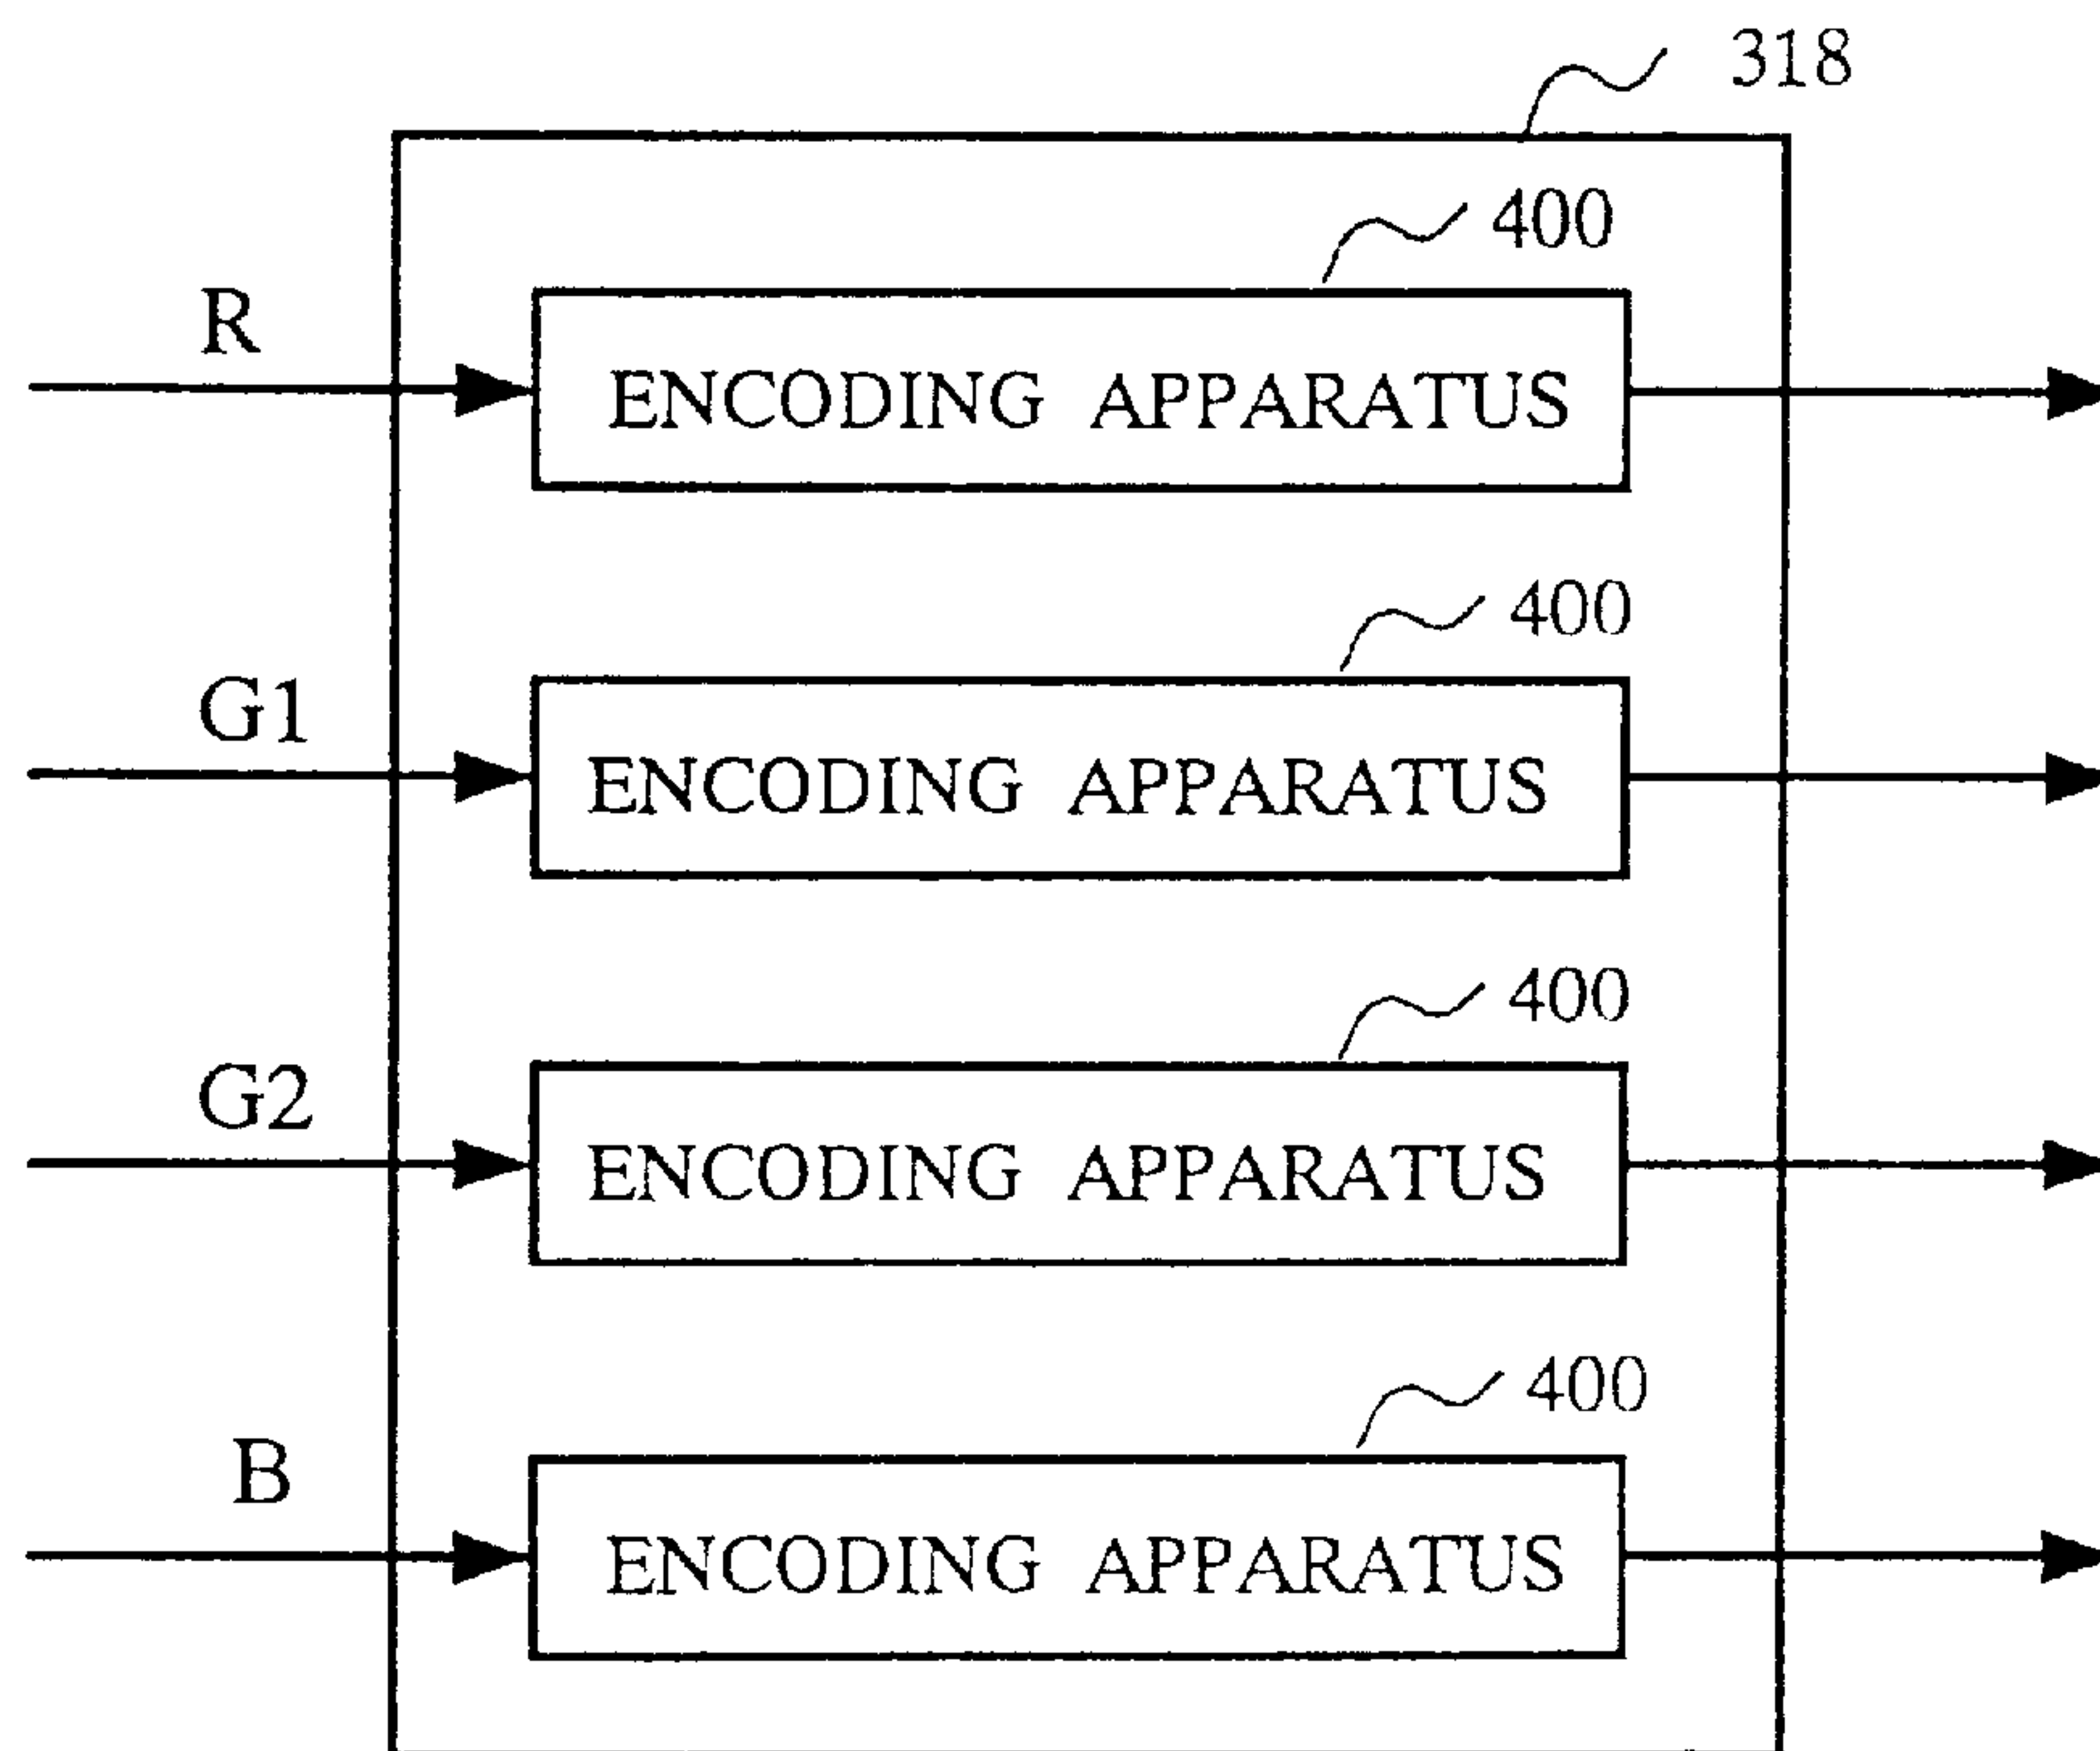 318
400
R
ENCODING APPARATUS
400
G1
ENCODING APPARATUS
400
G2
ENCODING APPARATUS
400
B
ENCODING APPARATUS